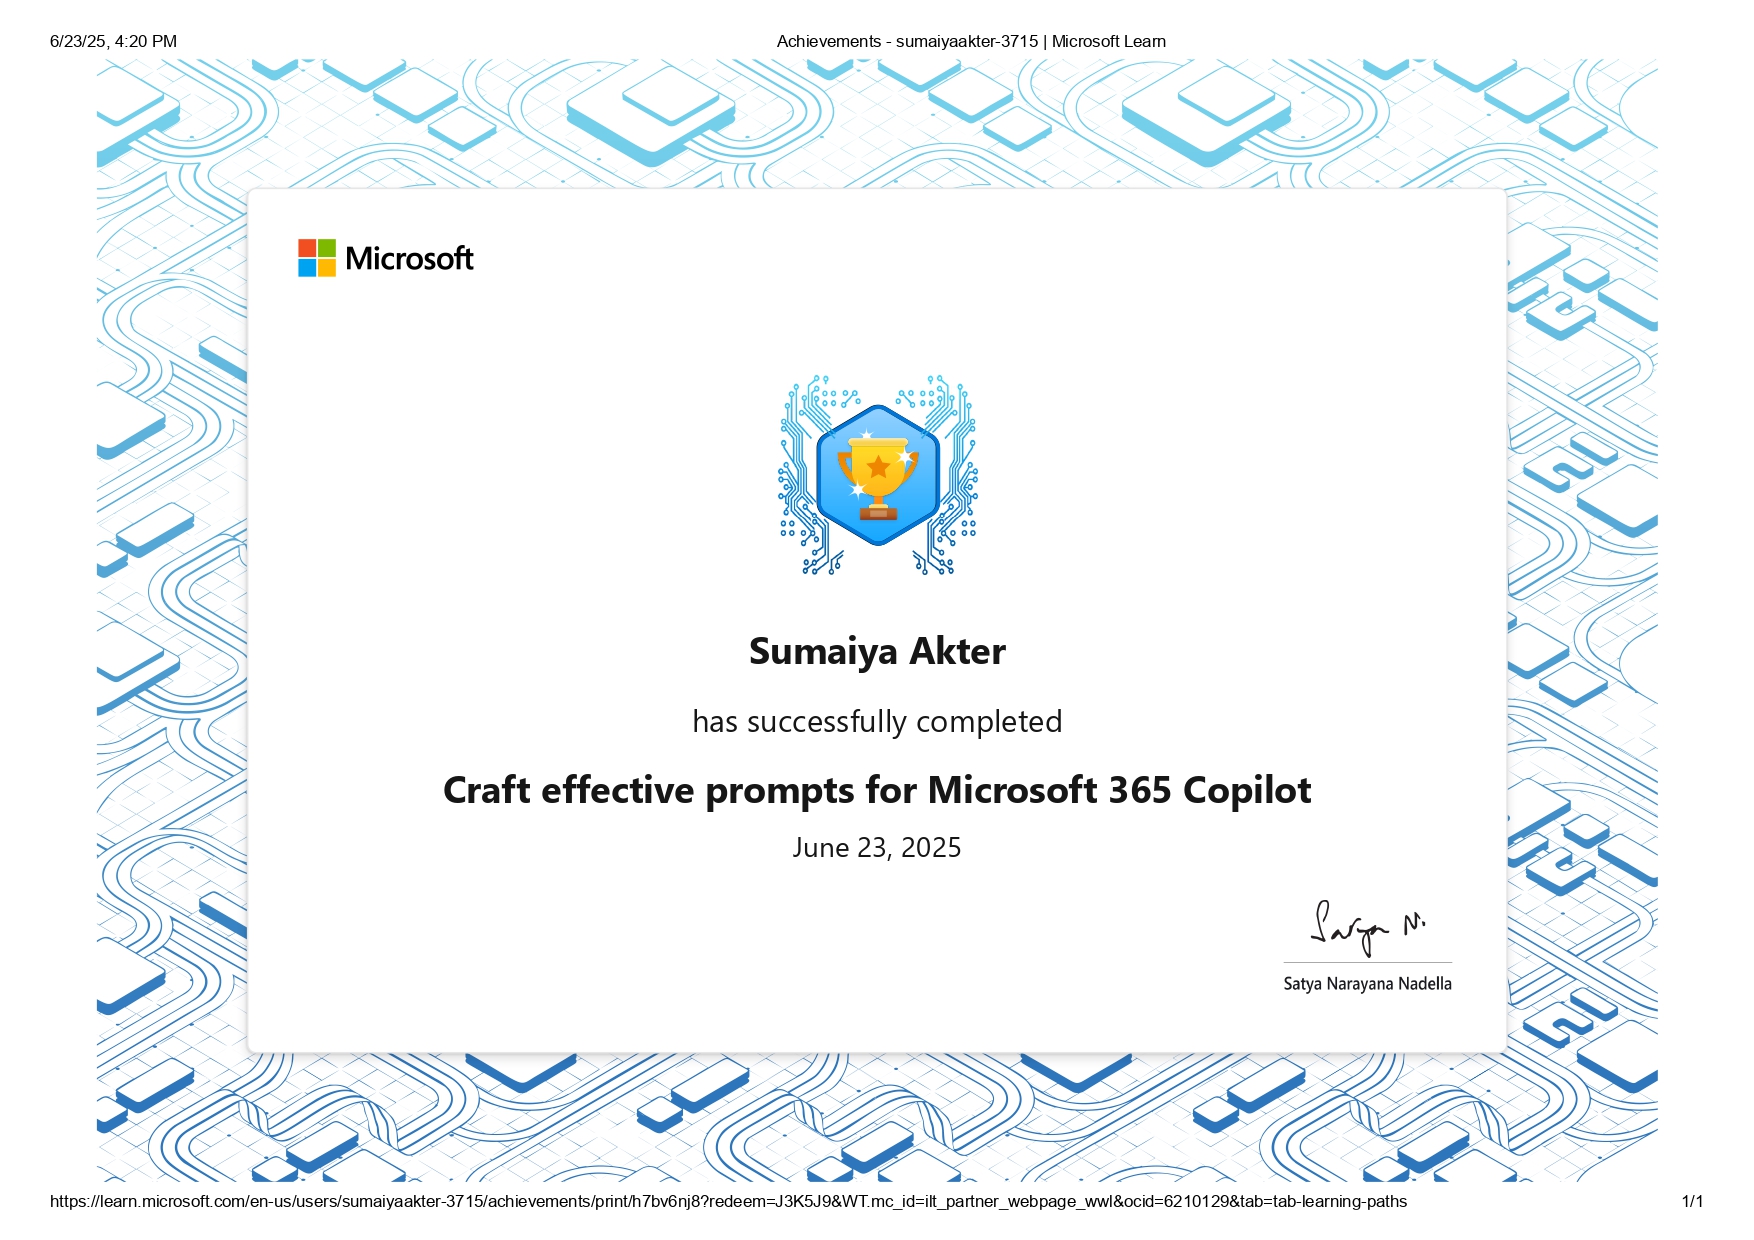 6/23/25, 4:20 PM
Achievements - sumaiyaakter-3715 | Microsoft Learn
Microsoft
Sumaiya Akter
has successfully completed
Craft effective prompts for Microsoft 365 Copilot
June 23, 2025
Satya N.
Satya Narayana Nadella
https://learn.microsoft.com/en-us/users/sumaiyaakter-3715/achievements/print/h7bv6nj8?redeem=J3K5J9&WT.mc_id=ilt_partner_webpage_wwl&ocid=6210129&tab=tab-learning-paths
1/1